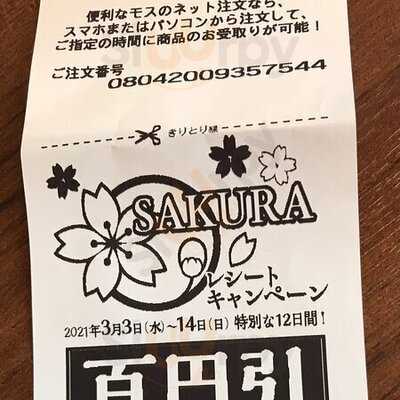 便利なモスのネット注文なら、
スマホまたはパソコンから注文して、
ご指定の時間に商品のお受取りが可能！
ご注文番号
08042009357544
きりとり線
SAKURA
レシート
キャンペーン
2021年3月3日(水)～14日(日) 特別な12日間！
百円引